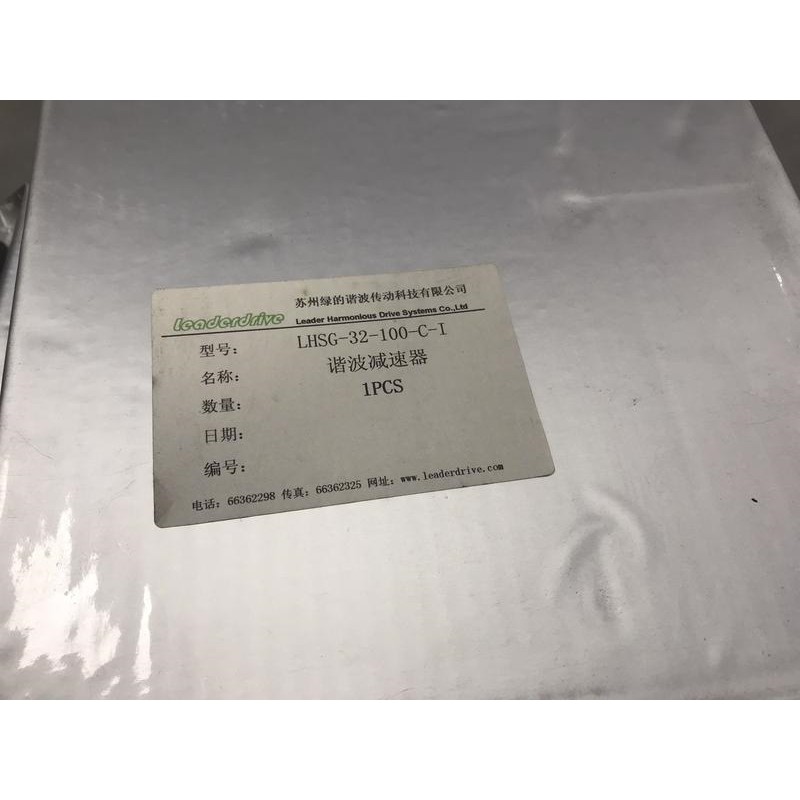 leaderdrive 苏州绿的谐波传动科技有限公司
Leader Harmonious Drive Systems Co.,Ltd
型号: LHSG-32-100-C-I
名称: 谐波减速器
数量: 1PCS
日期:
编号:
电话: 66362298 传真: 66362325 网址: www.leaderdrive.com